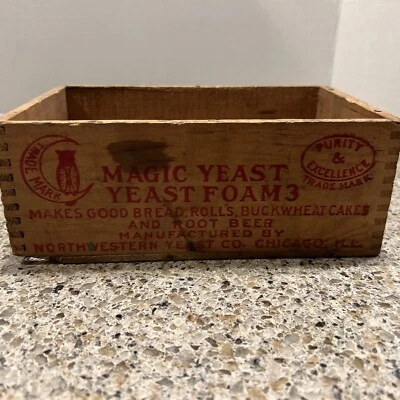 TRADE MARK
MAGIC YEAST
YEAST FOAM 3
MAKES GOOD BREAD, ROLLS, BUCKWHEAT CAKES
AND ROOT BEER
MANUFACTURED BY
NORTHWESTERN YEAST CO. CHICAGO, ILL.
PURITY
&
EXCELLENCE
TRADE MARK